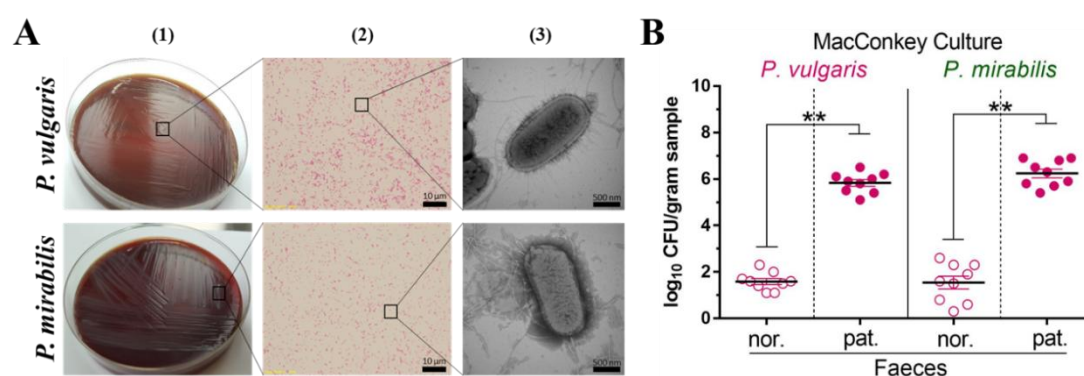 A
(1)
(2)
(3)
P. vulgaris
10 μm
500 nm
P. mirabilis
10 μm
500 nm
B
MacConkey Culture
P. vulgaris
P. mirabilis
**
**
log10 CFU/gram sample
10
8
6
4
2
0
nor.
pat.
nor.
pat.
Faeces